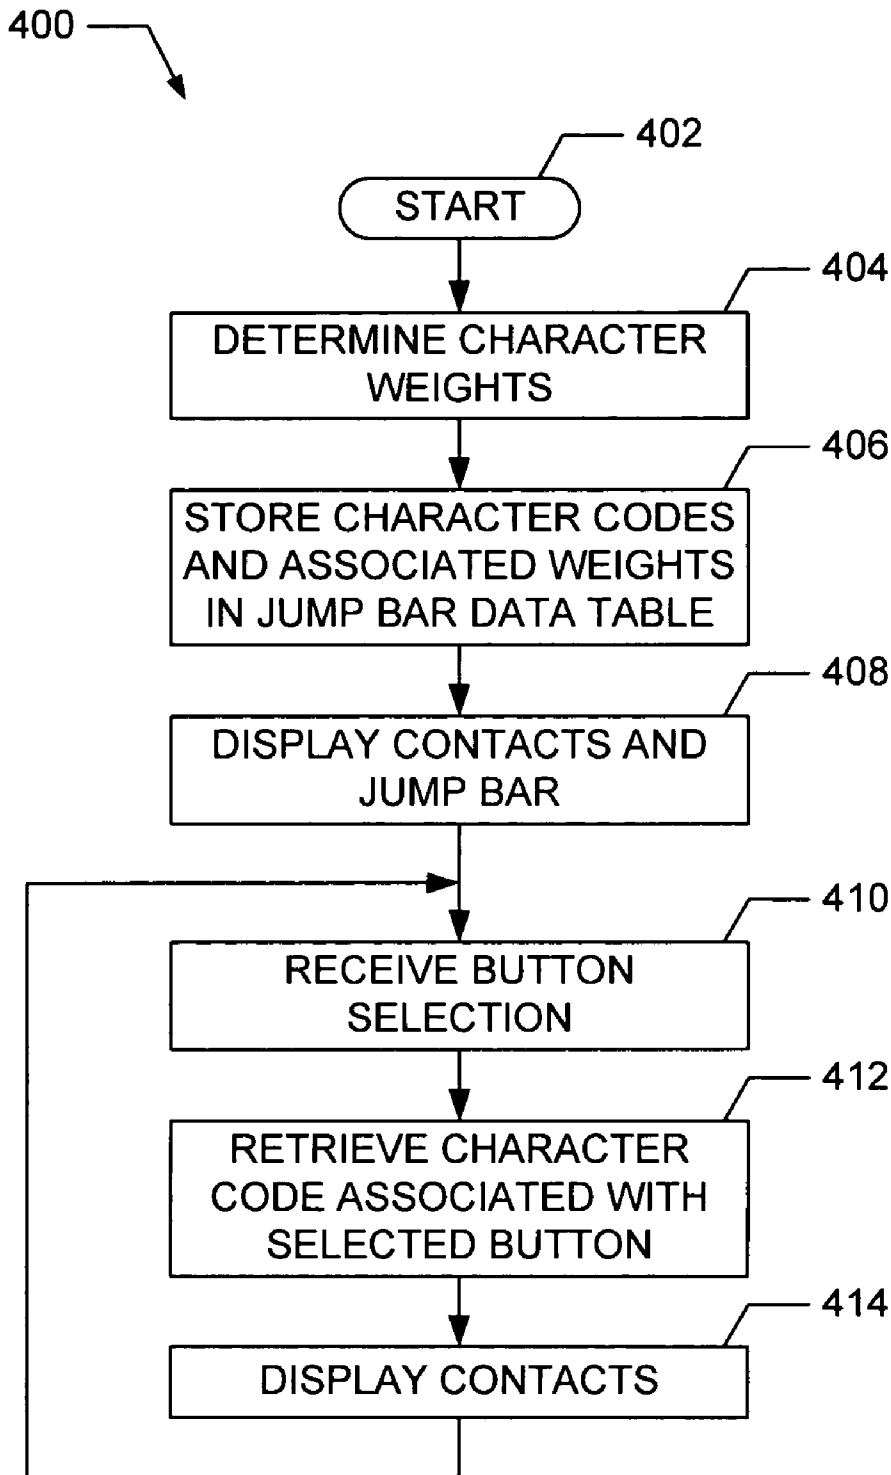 400
402
START
404
DETERMINE CHARACTER
WEIGHTS
406
STORE CHARACTER CODES
AND ASSOCIATED WEIGHTS
IN JUMP BAR DATA TABLE
408
DISPLAY CONTACTS AND
JUMP BAR
410
RECEIVE BUTTON
SELECTION
412
RETRIEVE CHARACTER
CODE ASSOCIATED WITH
SELECTED BUTTON
414
DISPLAY CONTACTS